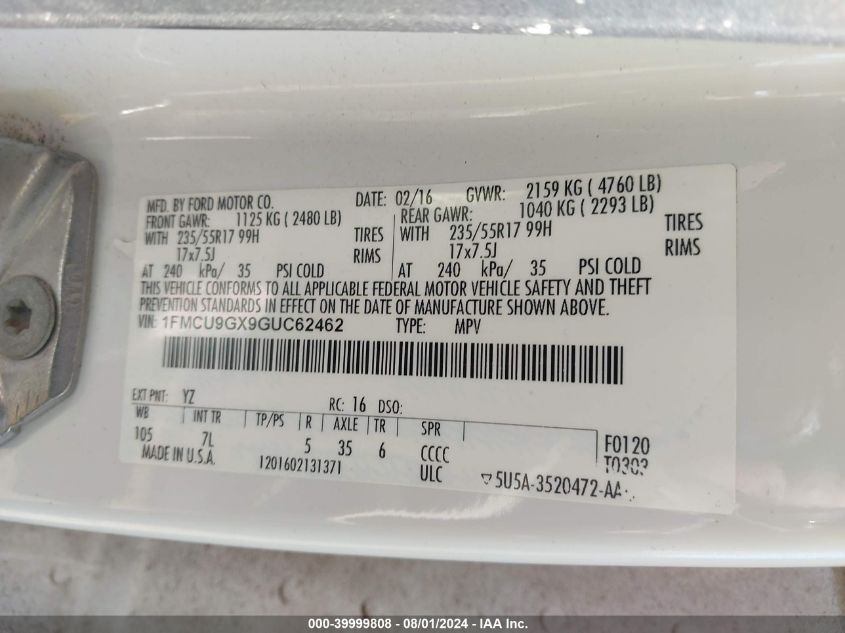 MFD. BY FORD MOTOR CO. DATE: 02/16 GVWR: 2159 KG ( 4760 LB)
FRONT GAWR: 1125 KG ( 2480 LB) REAR GAWR: 1040 KG ( 2293 LB)
WITH 235/55R17 99H TIRES WITH 235/55R17 99H TIRES
17x7.5J RIMS 17x7.5J RIMS
AT 240 kPa/ 35 PSI COLD AT 240 kPa/ 35 PSI COLD
THIS VEHICLE CONFORMS TO ALL APPLICABLE FEDERAL MOTOR VEHICLE SAFETY AND THEFT
PREVENTION STANDARDS IN EFFECT ON THE DATE OF MANUFACTURE SHOWN ABOVE.
VIN: 1FMCU9GX9GUC62462 TYPE: MPV
EXT PNT: YZ RC: 16 DSO:
WB INT TR TP/PS R AXLE TR SPR F0120
105 7L 5 35 6 CCCC T0303
MADE IN U.S.A. 1201602131371 ULC 5U5A-3520472-AA
000-39999808 - 08/01/2024 - IAA Inc.